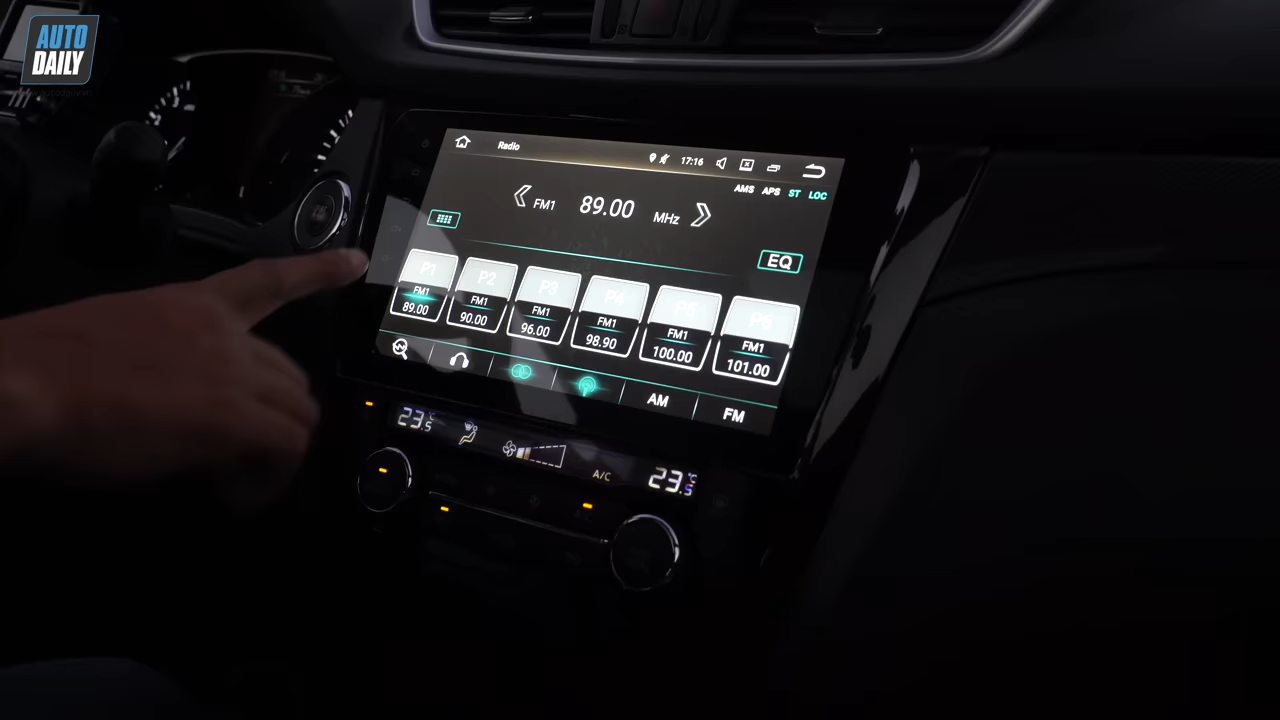 AUTO
DAILY
Radio
17:16
AMS APS ST LOC
FM1 89.00 MHz
EQ
P1 P2 P3 P4 P5 P6
FM1 FM1 FM1 FM1 FM1 FM1
89.00 90.00 96.00 98.90 100.00 101.00
AM FM
23.5°C A/C 23.5°C